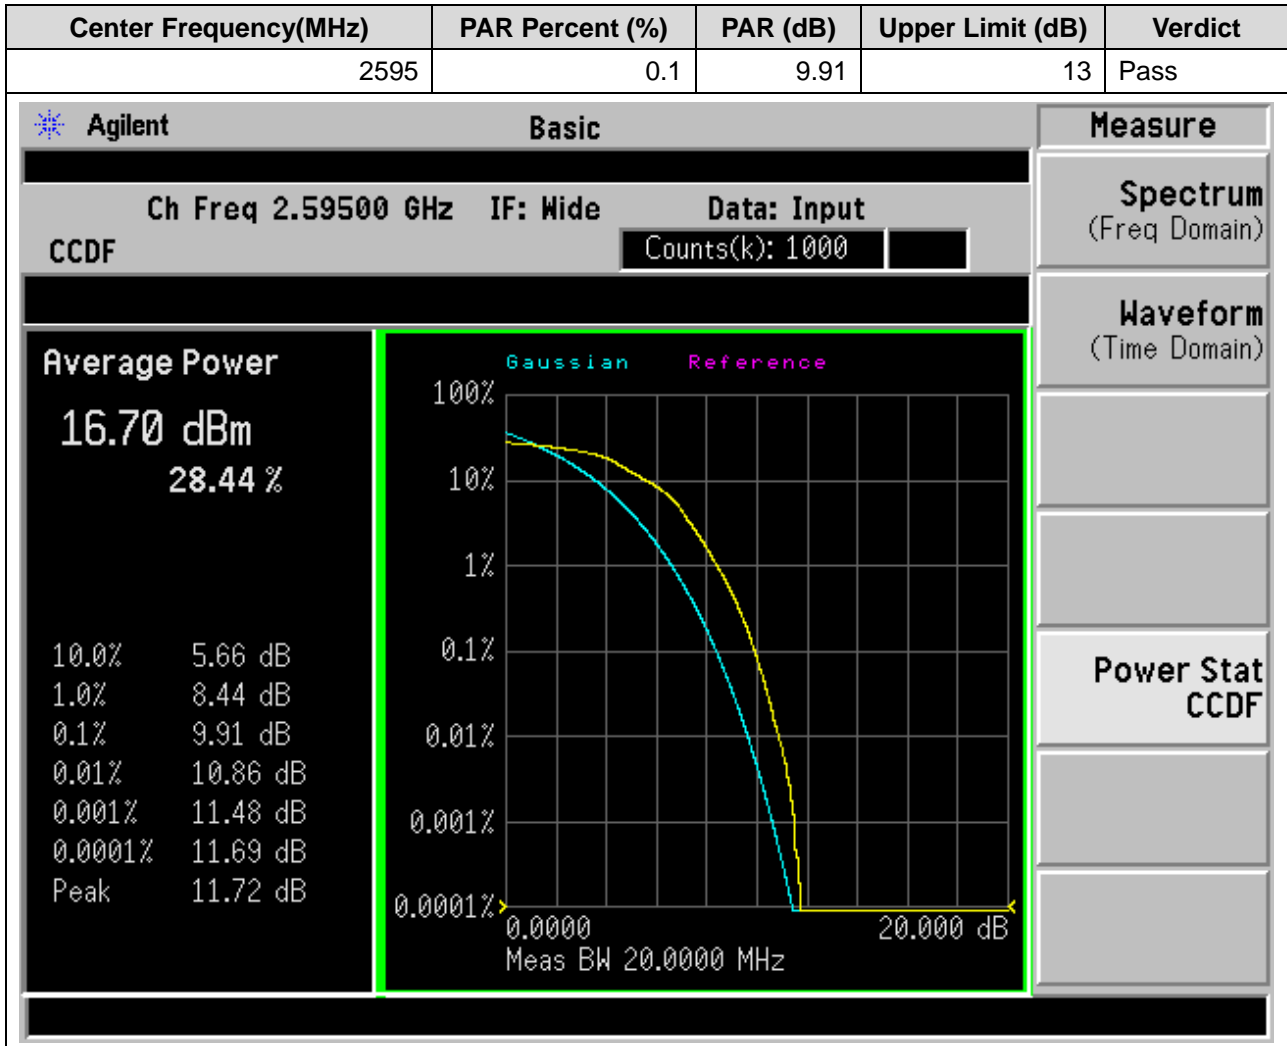 Center Frequency(MHz) PAR Percent (%) PAR (dB) Upper Limit (dB) Verdict
2595 0.1 9.91 13 Pass
Agilent Basic Measure
Ch Freq 2.59500 GHz IF: Wide Data: Input
CCDF Counts(k): 1000
Spectrum
(Freq Domain)
Waveform
(Time Domain)
Power Stat
CCDF
Average Power
16.70 dBm
28.44 %
10.0% 5.66 dB
1.0% 8.44 dB
0.1% 9.91 dB
0.01% 10.86 dB
0.001% 11.48 dB
0.0001% 11.69 dB
Peak 11.72 dB
Gaussian Reference
100%
10%
1%
0.1%
0.01%
0.001%
0.0001%
0.0000 20.000 dB
Meas BW 20.0000 MHz